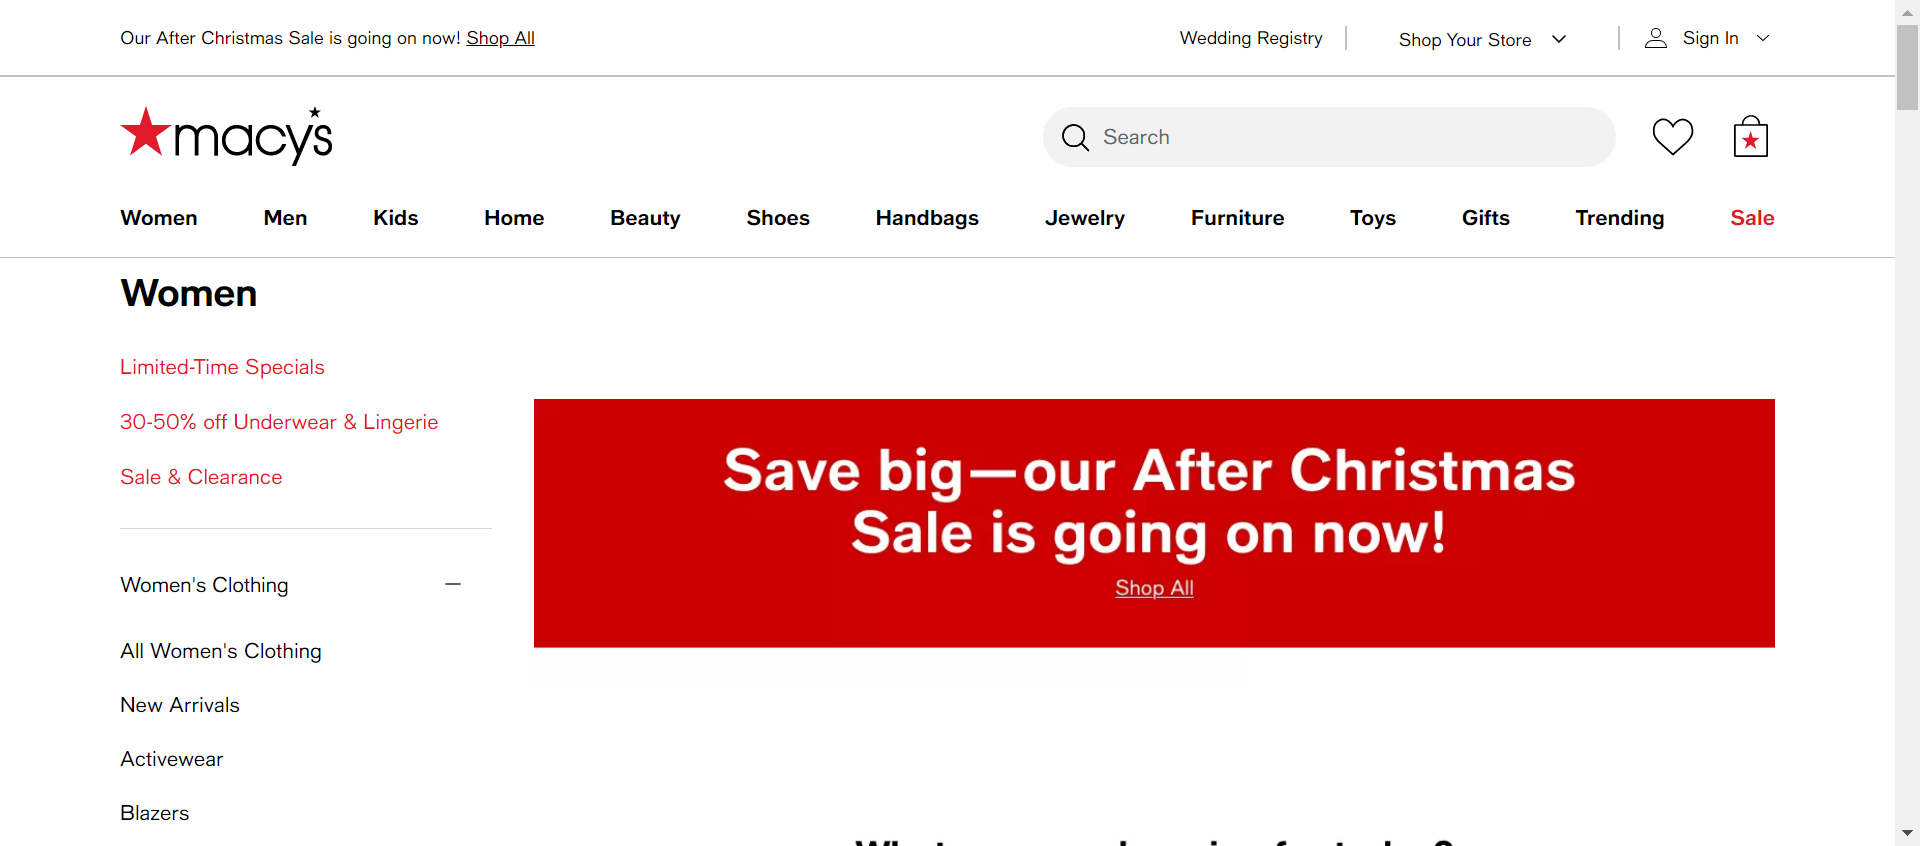 Our After Christmas Sale is going on now! Shop All
Wedding Registry
Shop Your Store
Sign In
macy's
Search
Women
Men
Kids
Home
Beauty
Shoes
Handbags
Jewelry
Furniture
Toys
Gifts
Trending
Sale
Women
Limited-Time Specials
30-50% off Underwear & Lingerie
Sale & Clearance
Women's Clothing
All Women's Clothing
New Arrivals
Activewear
Blazers
Save big—our After Christmas
Sale is going on now!
Shop All